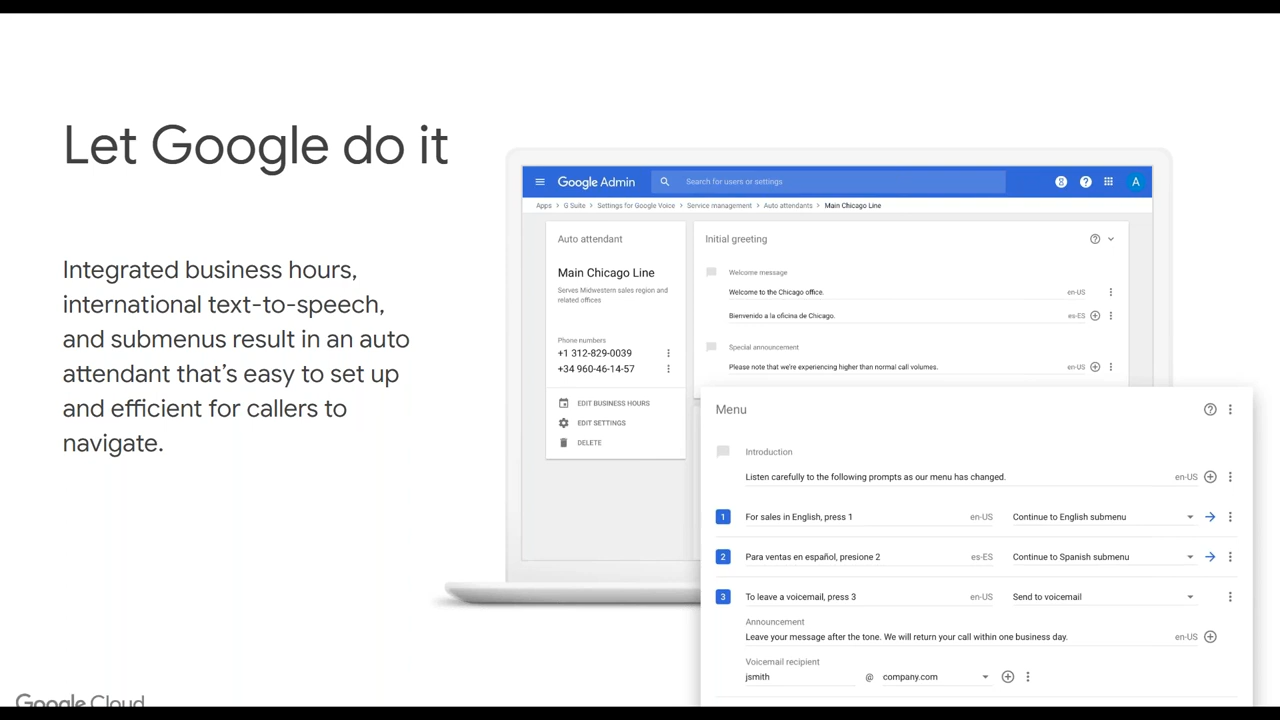 Let Google do it
Integrated business hours,
international text-to-speech,
and submenus result in an auto
attendant that's easy to set up
and efficient for callers to
navigate.
Google Cloud
Google Admin
Search for users or settings
8 ? A
Apps > G Suite > Settings for Google Voice > Service management > Auto attendants > Main Chicago Line
Auto attendant
Main Chicago Line
Serves Midwestern sales region and
related offices
Phone numbers
+1 312-829-0039
+34 960-46-14-57
EDIT BUSINESS HOURS
EDIT SETTINGS
DELETE
Initial greeting
Welcome message
Welcome to the Chicago office. en-US
Bienvenido a la oficina de Chicago. es-ES
Special announcement
Please note that we're experiencing higher than normal call volumes. en-US
Menu
Introduction
Listen carefully to the following prompts as our menu has changed. en-US
1 For sales in English, press 1 en-US Continue to English submenu
2 Para ventas en español, presione 2 es-ES Continue to Spanish submenu
3 To leave a voicemail, press 3 en-US Send to voicemail
Announcement
Leave your message after the tone. We will return your call within one business day. en-US
Voicemail recipient
jsmith @ company.com